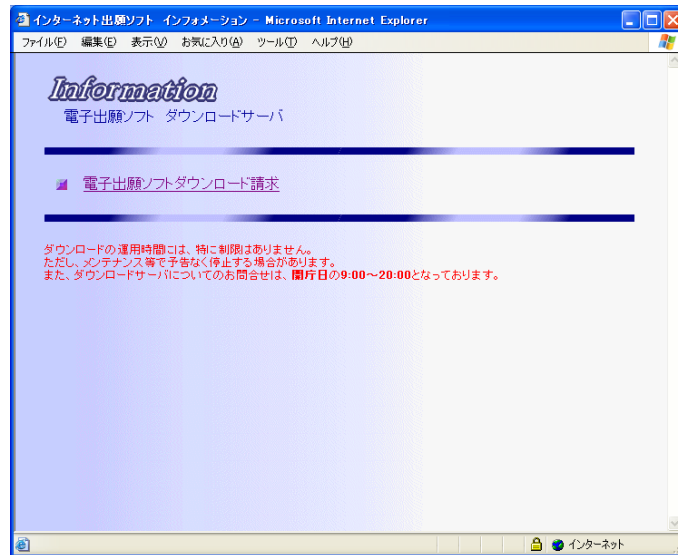 インターネット出願ソフト インフォメーション - Microsoft Internet Explorer
ファイル(F) 編集(E) 表示(V) お気に入り(A) ツール(T) ヘルプ(H)
Information
電子出願ソフト ダウンロードサーバ
電子出願ソフトダウンロード請求
ダウンロードの運用時間には、特に制限はありません。
ただし、メンテナンス等で予告なく停止する場合があります。
また、ダウンロードサーバについてのお問合せは、開庁日の9:00～20:00となっております。
インターネット